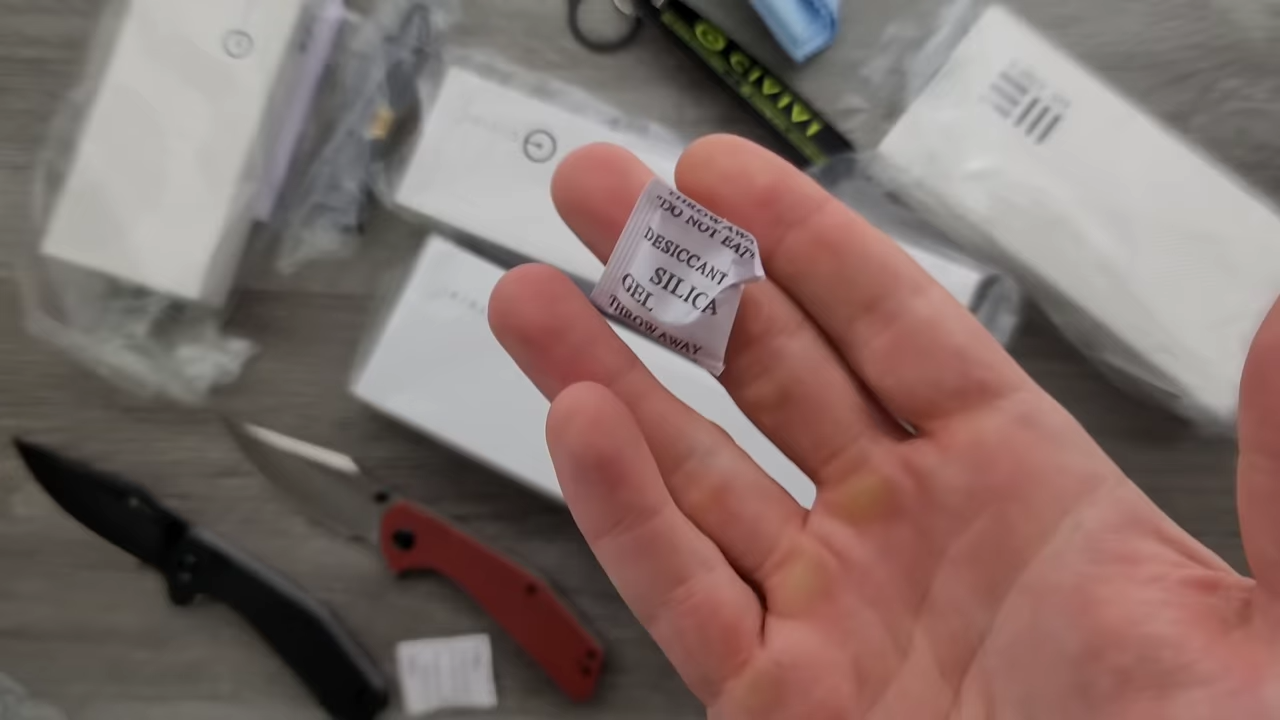 CIVIVI
THROW AWAY
"DO NOT EAT"
DESICCANT
SILICA
GEL
THROW AWAY